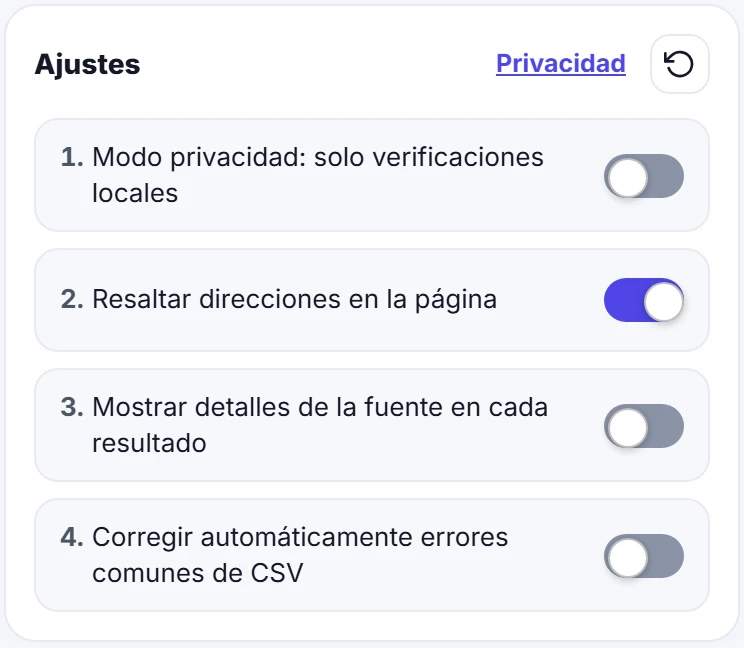 Ajustes
Privacidad
1. Modo privacidad: solo verificaciones
locales
2. Resaltar direcciones en la página
3. Mostrar detalles de la fuente en cada
resultado
4. Corregir automáticamente errores
comunes de CSV